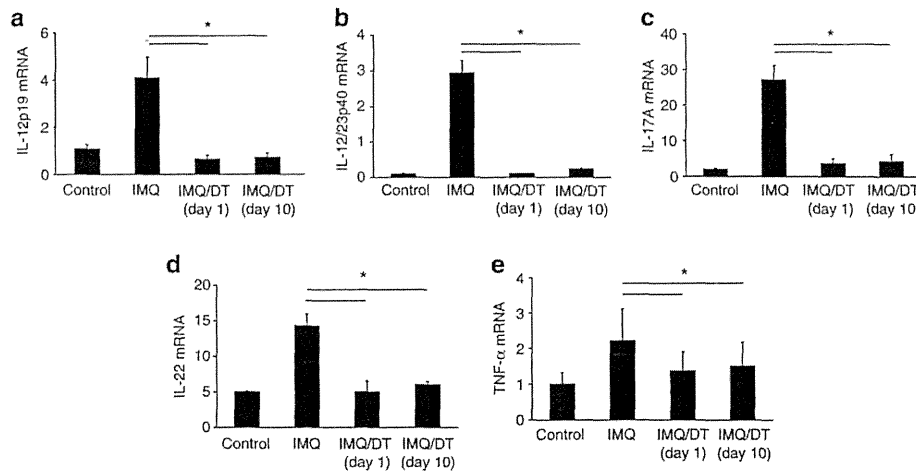 a
*
IL-12p19 mRNA
6
4
2
0
Control
IMQ
IMQ/DT
(day 1)
IMQ/DT
(day 10)
b
*
IL-12/23p40 mRNA
4
3
2
1
0
Control
IMQ
IMQ/DT
(day 1)
IMQ/DT
(day 10)
c
*
IL-17A mRNA
40
30
20
10
0
Control
IMQ
IMQ/DT
(day 1)
IMQ/DT
(day 10)
d
*
IL-22 mRNA
20
15
10
5
0
Control
IMQ
IMQ/DT
(day 1)
IMQ/DT
(day 10)
e
*
TNF-α mRNA
4
3
2
1
0
Control
IMQ
IMQ/DT
(day 1)
IMQ/DT
(day 10)